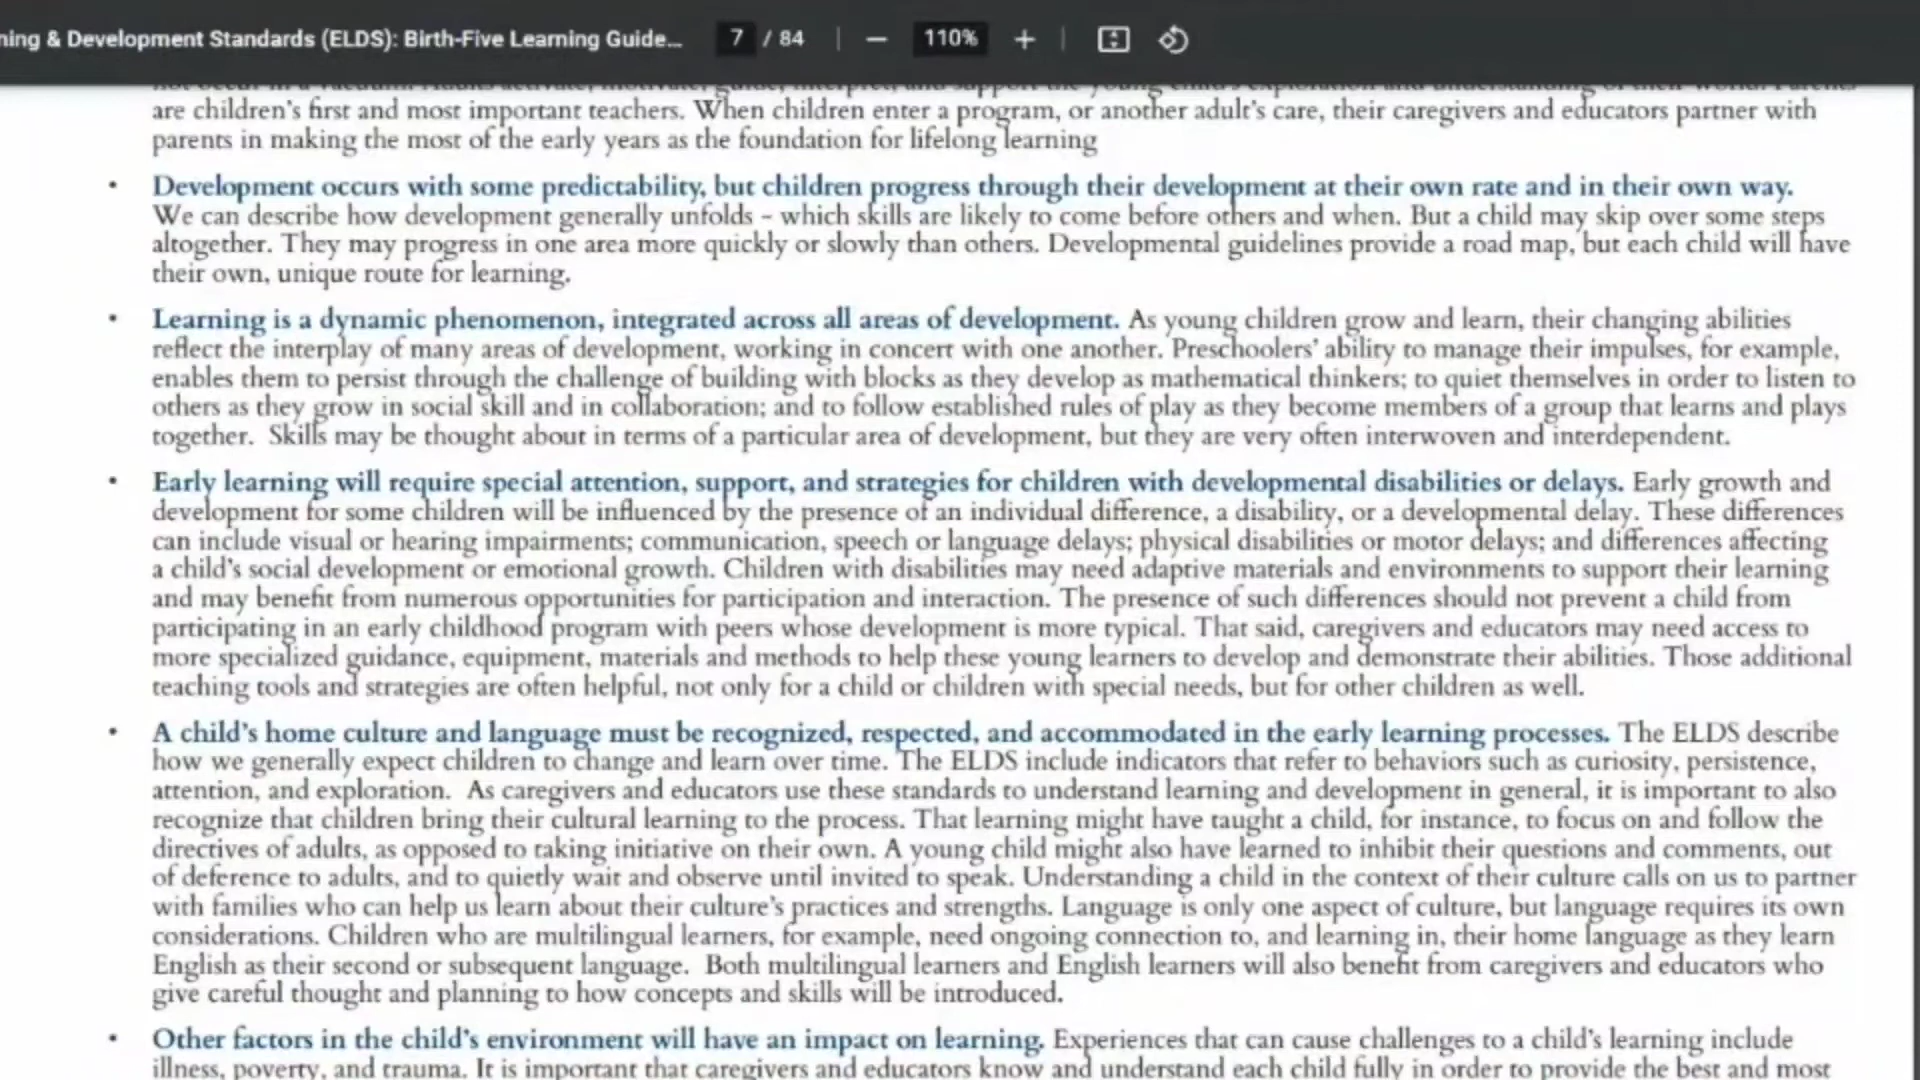 ning & Development Standards (ELDS): Birth-Five Learning Guide... 7 / 84 — 110% +
are children's first and most important teachers. When children enter a program, or another adult's care, their caregivers and educators partner with
parents in making the most of the early years as the foundation for lifelong learning
• Development occurs with some predictability, but children progress through their development at their own rate and in their own way.
We can describe how development generally unfolds – which skills are likely to come before others and when. But a child may skip over some steps
altogether. They may progress in one area more quickly or slowly than others. Developmental guidelines provide a road map, but each child will have
their own, unique route for learning.
• Learning is a dynamic phenomenon, integrated across all areas of development. As young children grow and learn, their changing abilities
reflect the interplay of many areas of development, working in concert with one another. Preschoolers' ability to manage their impulses, for example,
enables them to persist through the challenge of building with blocks as they develop as mathematical thinkers; to quiet themselves in order to listen to
others as they grow in social skill and in collaboration; and to follow established rules of play as they become members of a group that learns and plays
together.  Skills may be thought about in terms of a particular area of development, but they are very often interwoven and interdependent.
• Early learning will require special attention, support, and strategies for children with developmental disabilities or delays. Early growth and
development for some children will be influenced by the presence of an individual difference, a disability, or a developmental delay. These differences
can include visual or hearing impairments; communication, speech or language delays; physical disabilities or motor delays; and differences affecting
a child's social development or emotional growth. Children with disabilities may need adaptive materials and environments to support their learning
and may benefit from numerous opportunities for participation and interaction. The presence of such differences should not prevent a child from
participating in an early childhood program with peers whose development is more typical. That said, caregivers and educators may need access to
more specialized guidance, equipment, materials and methods to help these young learners to develop and demonstrate their abilities. Those additional
teaching tools and strategies are often helpful, not only for a child or children with special needs, but for other children as well.
• A child's home culture and language must be recognized, respected, and accommodated in the early learning processes. The ELDS describe
how we generally expect children to change and learn over time. The ELDS include indicators that refer to behaviors such as curiosity, persistence,
attention, and exploration.  As caregivers and educators use these standards to understand learning and development in general, it is important to also
recognize that children bring their cultural learning to the process. That learning might have taught a child, for instance, to focus on and follow the
directives of adults, as opposed to taking initiative on their own. A young child might also have learned to inhibit their questions and comments, out
of deference to adults, and to quietly wait and observe until invited to speak. Understanding a child in the context of their culture calls on us to partner
with families who can help us learn about their culture's practices and strengths. Language is only one aspect of culture, but language requires its own
considerations. Children who are multilingual learners, for example, need ongoing connection to, and learning in, their home language as they learn
English as their second or subsequent language.  Both multilingual learners and English learners will also benefit from caregivers and educators who
give careful thought and planning to how concepts and skills will be introduced.
• Other factors in the child's environment will have an impact on learning. Experiences that can cause challenges to a child's learning include
illness, poverty, and trauma. It is important that caregivers and educators know and understand each child fully in order to provide the best and most